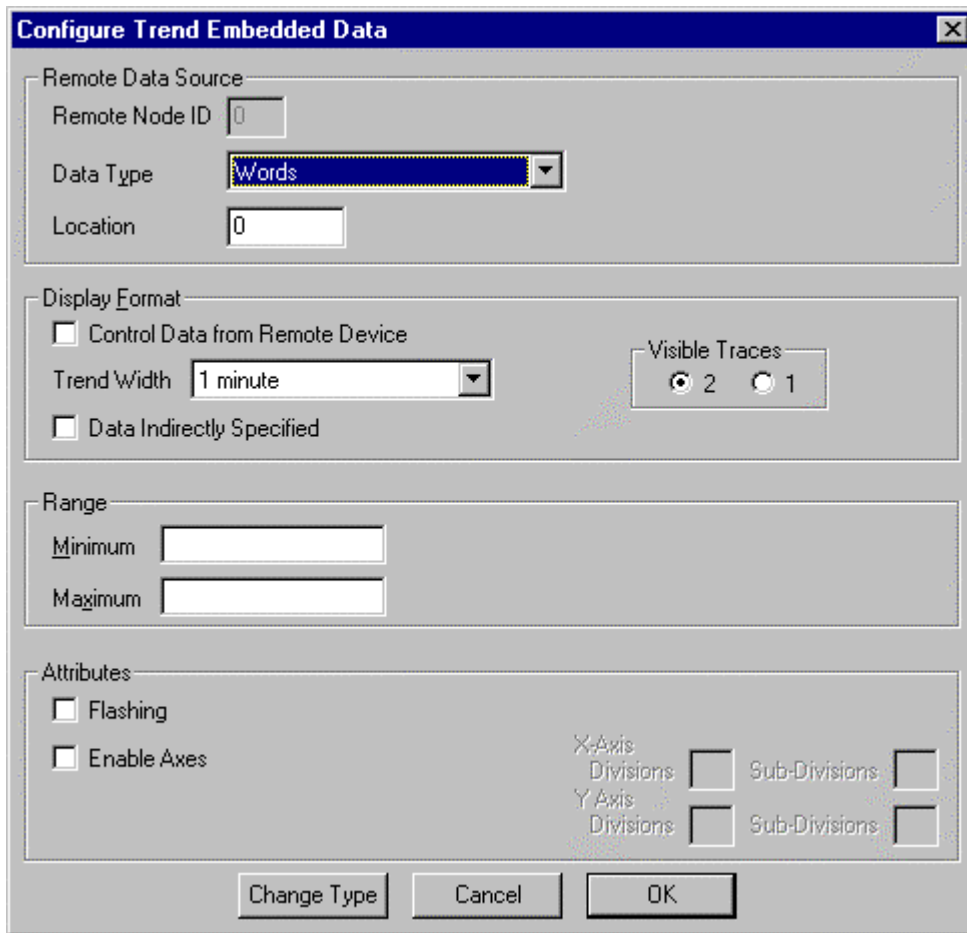 Configure Trend Embedded Data
Remote Data Source
Remote Node ID 0
Data Type Words
Location 0
Display Format
Control Data from Remote Device
Trend Width 1 minute
Visible Traces
2 1
Data Indirectly Specified
Range
Minimum
Maximum
Attributes
Flashing
Enable Axes
X-Axis
Divisions Sub-Divisions
Y Axis
Divisions Sub-Divisions
Change Type Cancel OK